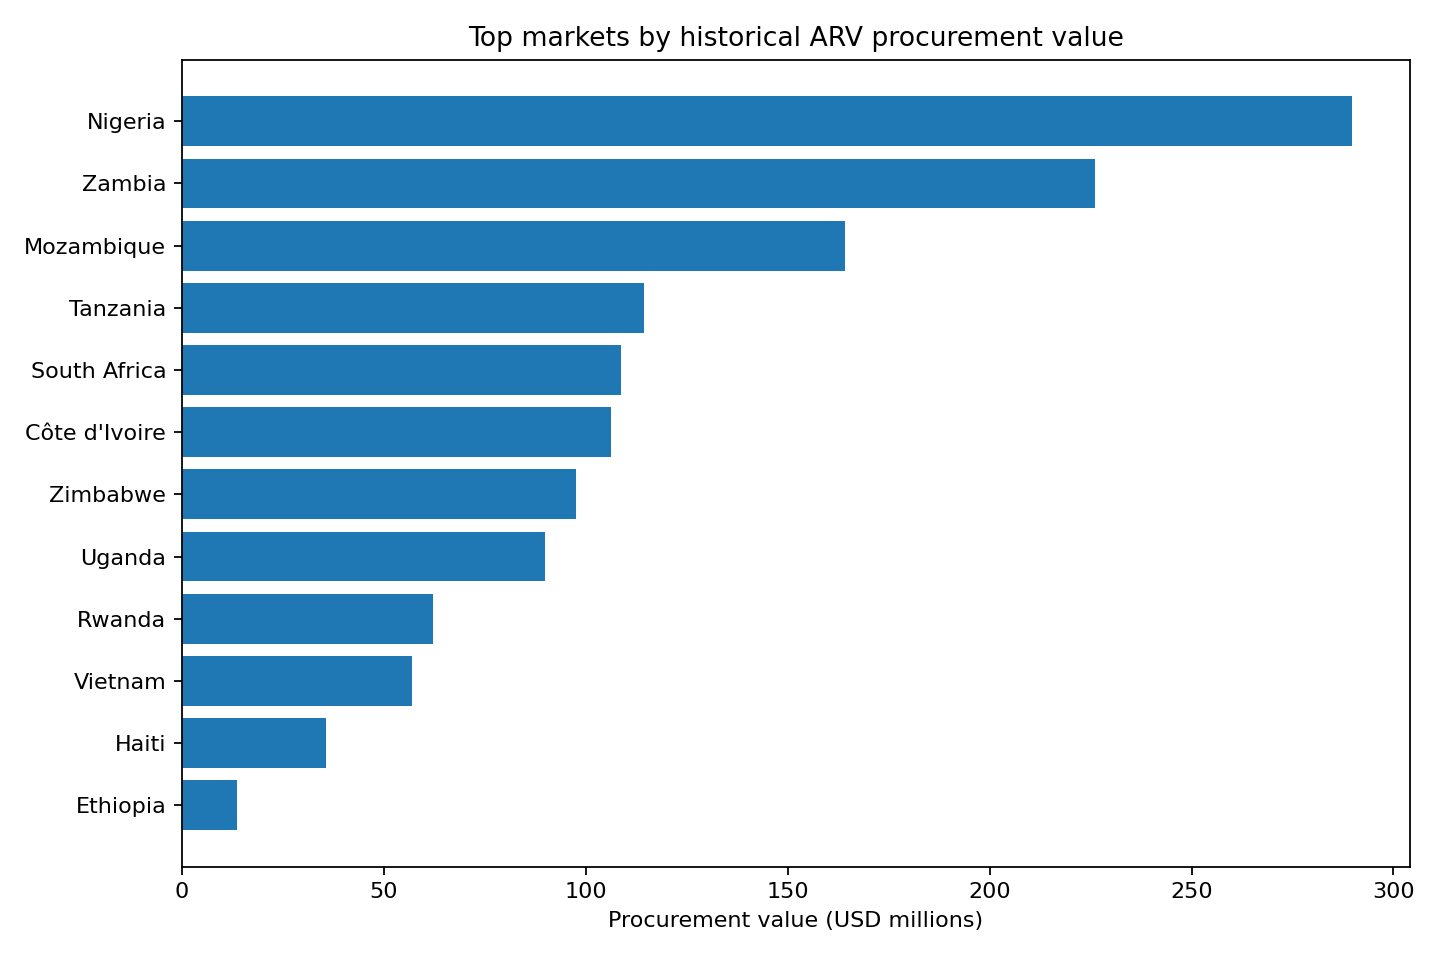 Top markets by historical ARV procurement value
Nigeria
Zambia
Mozambique
Tanzania
South Africa
Côte d'Ivoire
Zimbabwe
Uganda
Rwanda
Vietnam
Haiti
Ethiopia
0 50 100 150 200 250 300
Procurement value (USD millions)